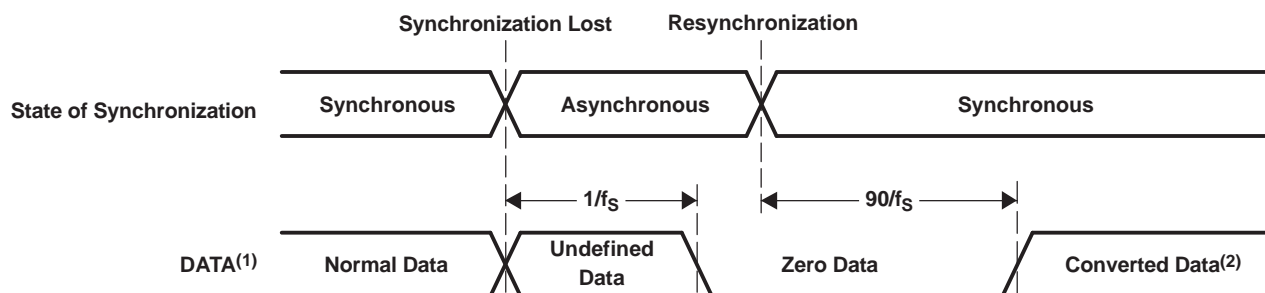 Synchronization Lost
Resynchronization
State of Synchronization
Synchronous
Asynchronous
Synchronous
1/fS
90/fS
DATA(1)
Normal Data
Undefined
Data
Zero Data
Converted Data(2)